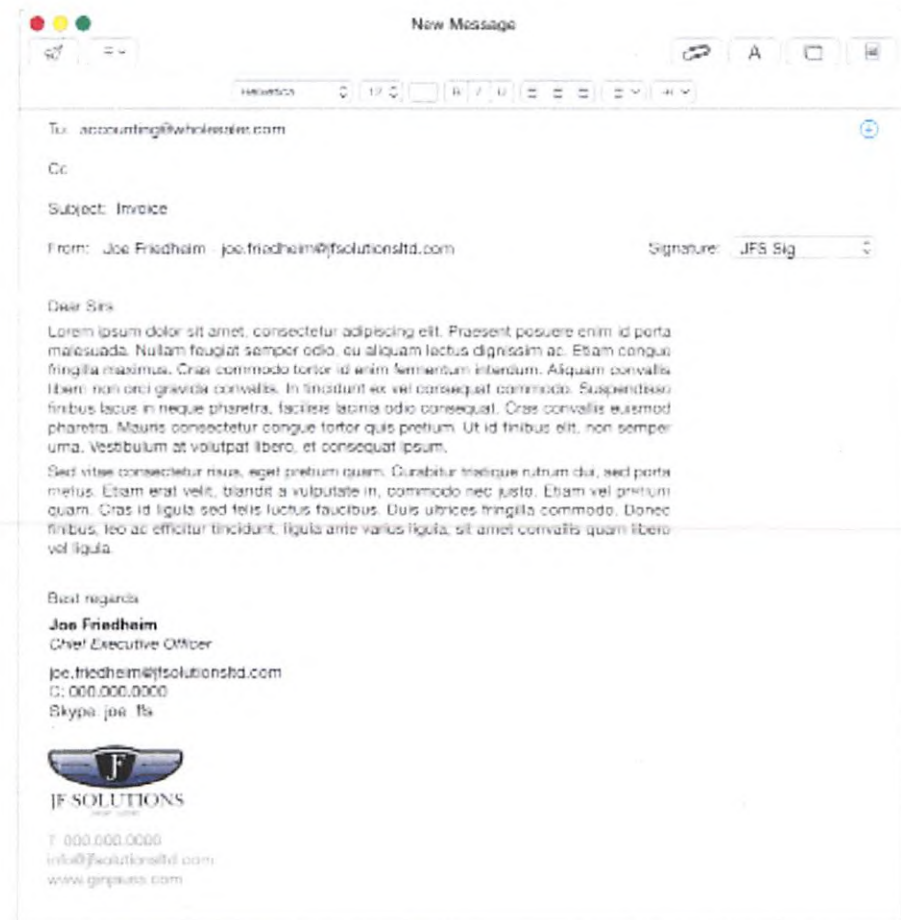 New Message
Helvetica 12 B I U
To: accounting@wholesaler.com
Cc
Subject: Invoice
From: Joe Friedheim - joe.friedheim@jfsolutionsltd.com Signature: JFS Sig
Dear Sirs
Lorem ipsum dolor sit amet, consectetur adipiscing elit. Praesent posuere enim id porta
malesuada. Nullam feugiat semper odio, eu aliquam lectus dignissim ac. Etiam congue
fringilla maximus. Cras commodo tortor id enim fermentum interdum. Aliquam convallis
libero non orci gravida convallis. In tincidunt ex vel consequat commodo. Suspendisse
finibus lacus in neque pharetra, facilisis lacinia odio consequat. Cras convallis euismod
pharetra. Mauris consectetur congue tortor quis pretium. Ut id finibus elit, non semper
urna. Vestibulum at volutpat libero, et consequat ipsum.
Sed vitae consectetur risus, eget pretium quam. Curabitur tristique rutrum dui, sed porta
metus. Etiam erat velit, blandit a vulputate in, commodo nec justo. Etiam vel pretium
quam. Cras id ligula sed felis luctus faucibus. Duis ultrices fringilla commodo. Donec
finibus, leo ac efficitur tincidunt, ligula ante varius ligula, sit amet convallis quam libero
vel ligula.
Best regards
Joe Friedheim
Chief Executive Officer
joe.friedheim@jfsolutionsltd.com
C: 000.000.0000
Skype: joe
JF
JF SOLUTIONS
T 000.000.0000
info@jfsolutionsltd.com